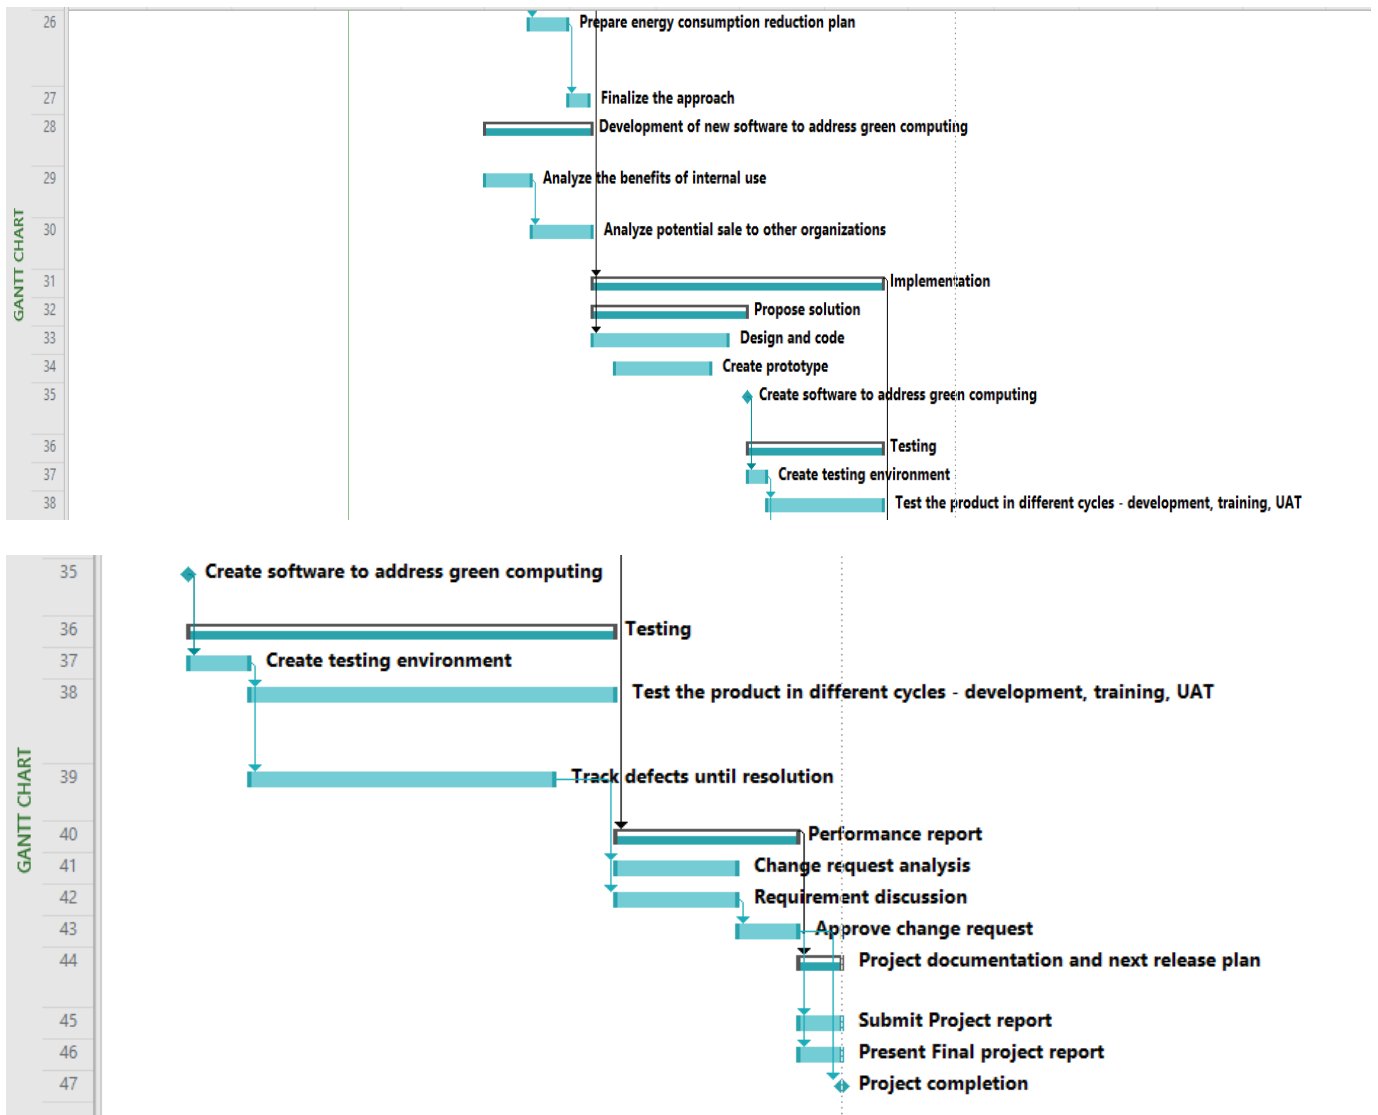 26 Prepare energy consumption reduction plan
27 Finalize the approach
28 Development of new software to address green computing
29 Analyze the benefits of internal use
30 Analyze potential sale to other organizations
GANTT CHART
31 Implementation
32 Propose solution
33 Design and code
34 Create prototype
35 Create software to address green computing
36 Testing
37 Create testing environment
38 Test the product in different cycles - development, training, UAT
35 Create software to address green computing
36 Testing
37 Create testing environment
38 Test the product in different cycles - development, training, UAT
39 Track defects until resolution
GANTT CHART
40 Performance report
41 Change request analysis
42 Requirement discussion
43 Approve change request
44 Project documentation and next release plan
45 Submit Project report
46 Present Final project report
47 Project completion